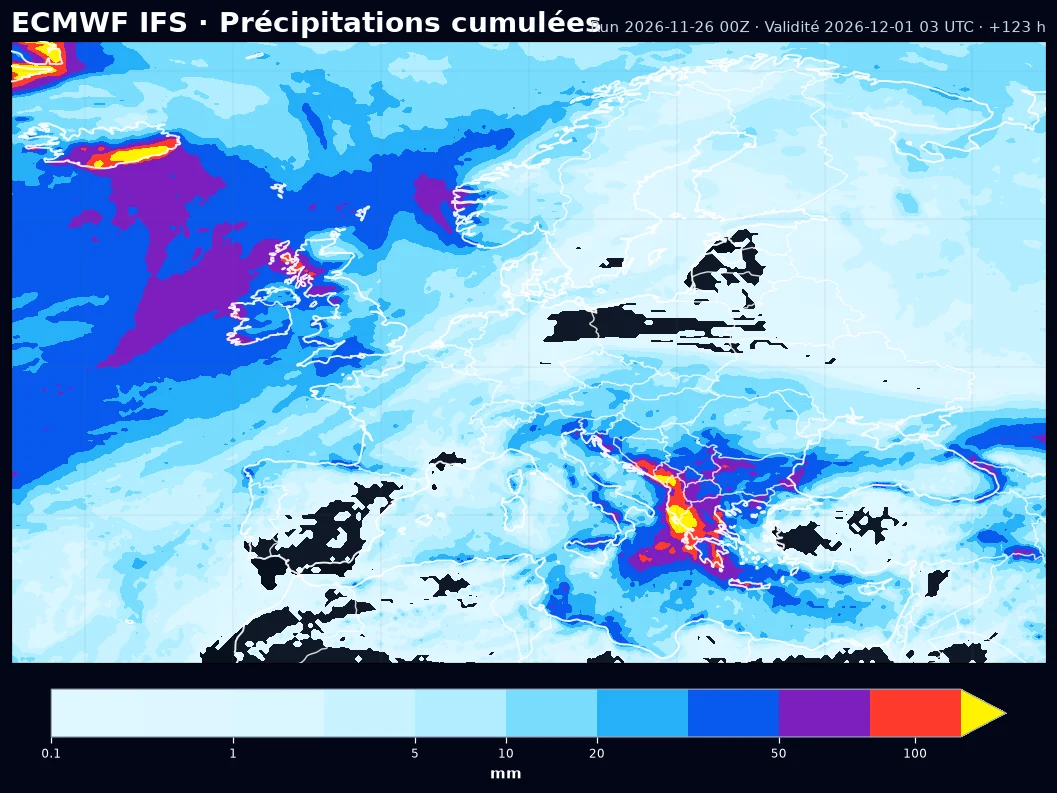 ECMWF IFS · Précipitations cumulées
Run 2026-11-26 00Z · Validité 2026-12-01 03 UTC · +123 h
0.1 1 5 10 20 50 100
mm